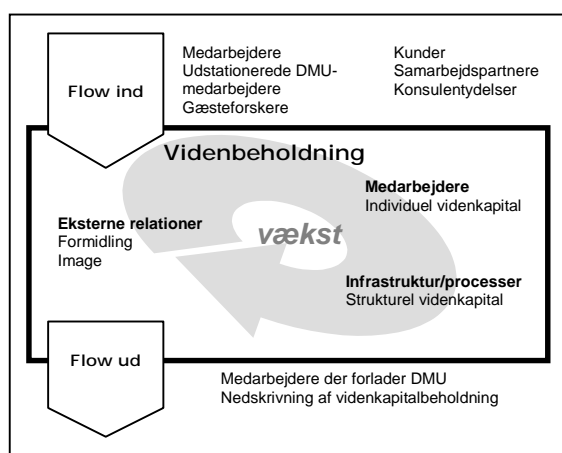 Flow ind
Medarbejdere
Udstationerede DMU-
medarbejdere
Gæsteforskere
Kunder
Samarbejdspartnere
Konsulentydelser
Videnbeholdning
Medarbejdere
Individuel videnkapital
Eksterne relationer
Formidling
Image
vækst
Infrastruktur/processer
Strukturel videnkapital
Flow ud
Medarbejdere der forlader DMU
Nedskrivning af videnkapitalbeholdning